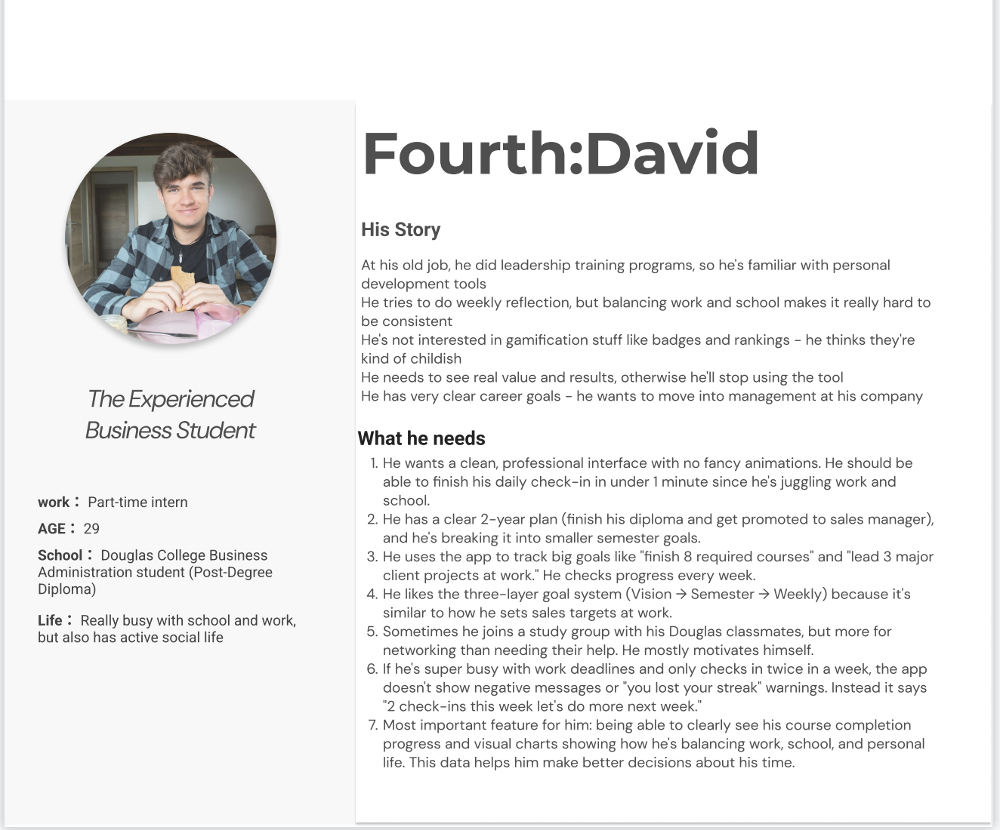 Fourth:David
His Story
At his old job, he did leadership training programs, so he's familiar with personal
development tools
He tries to do weekly reflection, but balancing work and school makes it really hard to
be consistent
He's not interested in gamification stuff like badges and rankings - he thinks they're
kind of childish
He needs to see real value and results, otherwise he'll stop using the tool
He has very clear career goals - he wants to move into management at his company
What he needs
1. He wants a clean, professional interface with no fancy animations. He should be
able to finish his daily check-in in under 1 minute since he's juggling work and
school.
2. He has a clear 2-year plan (finish his diploma and get promoted to sales manager),
and he's breaking it into smaller semester goals.
3. He uses the app to track big goals like "finish 8 required courses" and "lead 3 major
client projects at work." He checks progress every week.
4. He likes the three-layer goal system (Vision → Semester → Weekly) because it's
similar to how he sets sales targets at work.
5. Sometimes he joins a study group with his Douglas classmates, but more for
networking than needing their help. He mostly motivates himself.
6. If he's super busy with work deadlines and only checks in twice in a week, the app
doesn't show negative messages or "you lost your streak" warnings. Instead it says
"2 check-ins this week let's do more next week."
7. Most important feature for him: being able to clearly see his course completion
progress and visual charts showing how he's balancing work, school, and personal
life. This data helps him make better decisions about his time.
The Experienced
Business Student
work： Part-time intern
AGE： 29
School： Douglas College Business
Administration student (Post-Degree
Diploma)
Life： Really busy with school and work,
but also has active social life